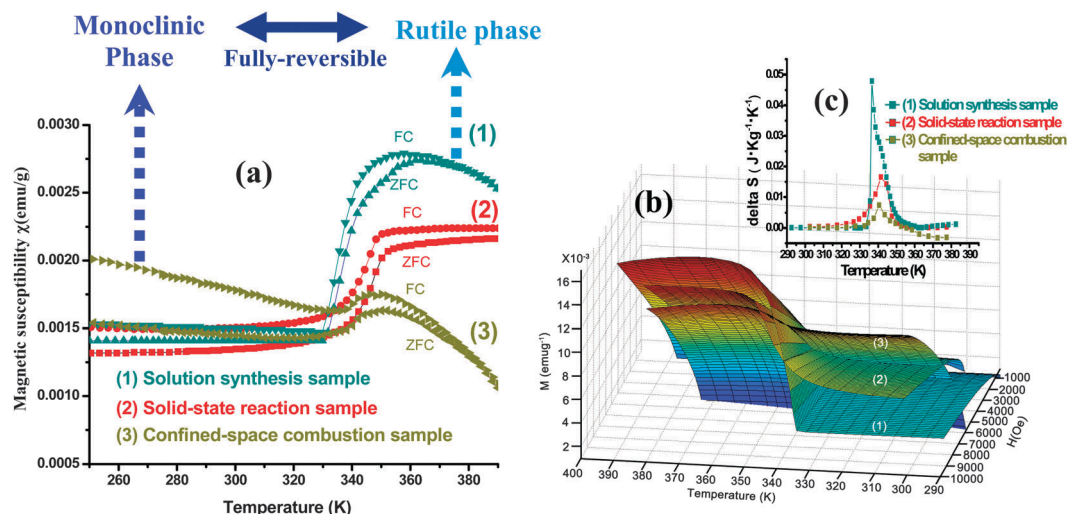 Monoclinic
Phase
Fully-reversible
Rutile phase
(a)
Magnetic susceptibility χ(emu/g)
0.0030
0.0025
0.0020
0.0015
0.0010
0.0005
FC
(1)
ZFC
FC
(2)
ZFC
FC
(3)
ZFC
(1) Solution synthesis sample
(2) Solid-state reaction sample
(3) Confined-space combustion sample
260 280 300 320 340 360 380
Temperature (K)
(b)
X10⁻³
16
14
12
10
8
6
4
2
M (emug⁻¹)
(3)
(2)
(1)
400 390 380 370 360 350 340 330 320 310 300 290
Temperature (K)
1000
2000
3000
4000
5000
6000
7000
8000
9000
10000
H(Oe)
(c)
delta S ( J·Kg⁻¹·K⁻¹)
0.05
0.04
0.03
0.02
0.01
0.00
(1) Solution synthesis sample
(2) Solid-state reaction sample
(3) Confined-space combustion
sample
290 300 310 320 330 340 350 360 370 380 390
Temperature (K)